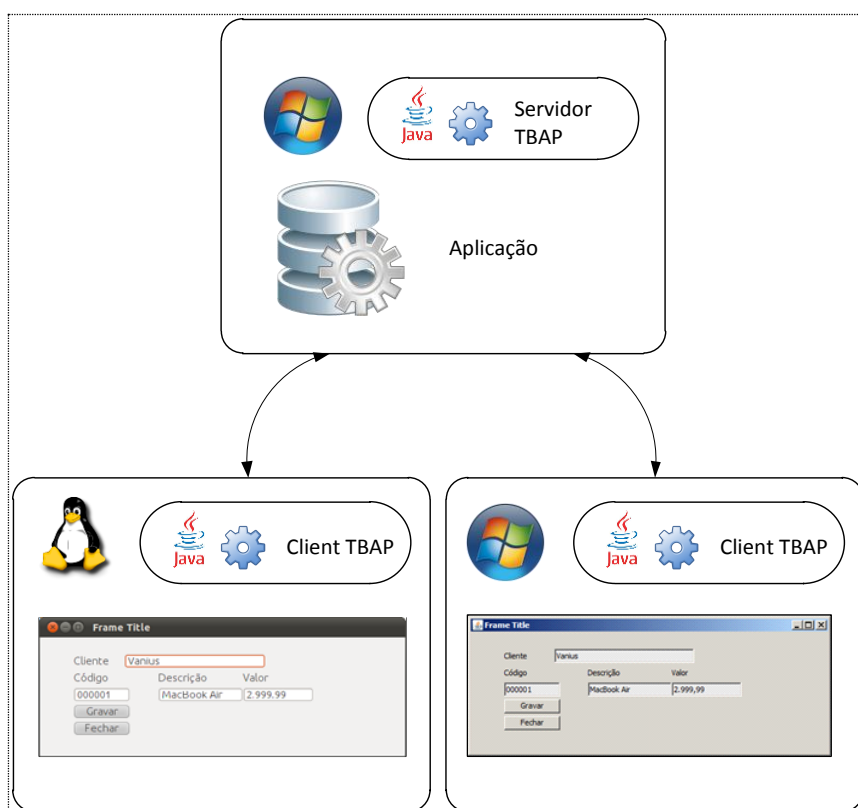 Java
Servidor
TBAP
Aplicação
Java
Client TBAP
Frame Title
Cliente Vanius
Código Descrição Valor
000001 MacBook Air 2.999,99
Gravar
Fechar
Java
Client TBAP
Frame Title
Cliente Vanius
Código Descrição Valor
000001 MacBook Air 2.999,99
Gravar
Fechar